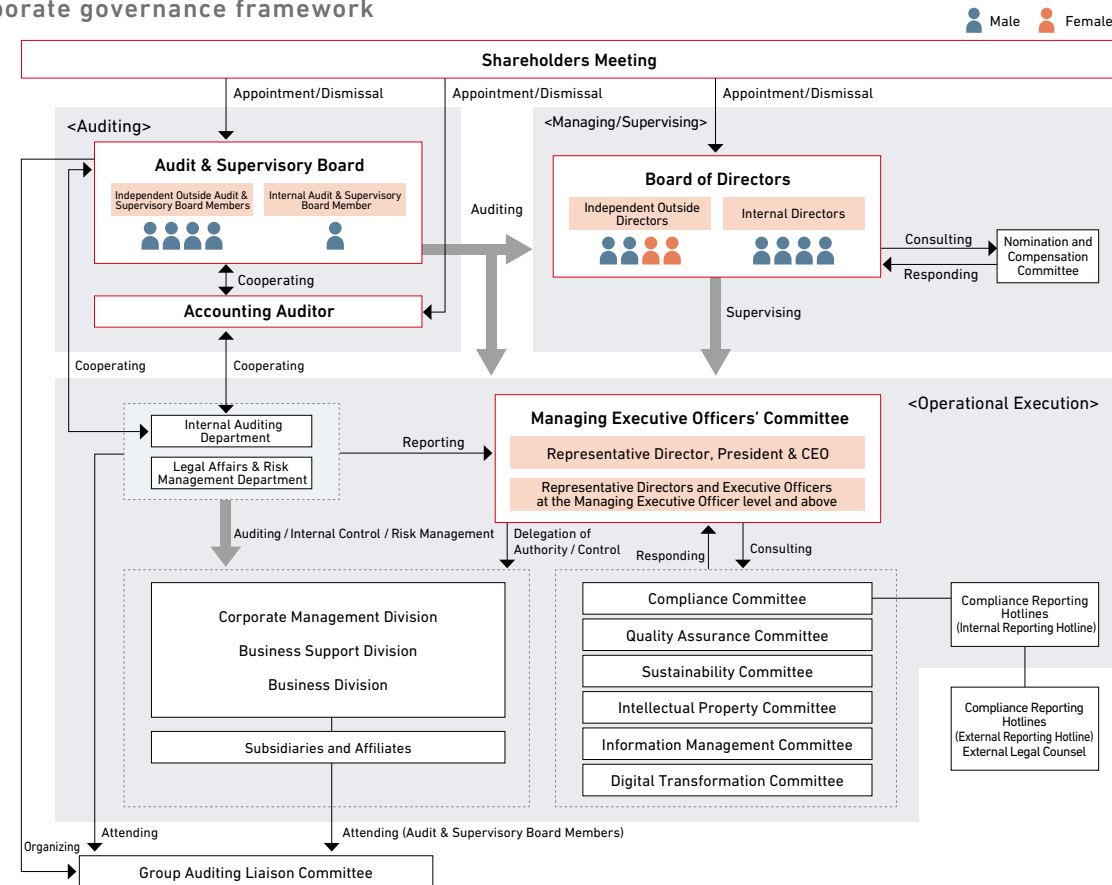 porate governance framework
Male
Female
Shareholders Meeting
Appointment/Dismissal
Appointment/Dismissal
Appointment/Dismissal
<Auditing>
<Managing/Supervising>
Audit & Supervisory Board
Independent Outside Audit &
Supervisory Board Members
Internal Audit & Supervisory
Board Member
Auditing
Board of Directors
Independent Outside
Directors
Internal Directors
Consulting
Responding
Nomination and
Compensation
Committee
Cooperating
Accounting Auditor
Supervising
Cooperating
Cooperating
<Operational Execution>
Internal Auditing
Department
Legal Affairs & Risk
Management Department
Reporting
Managing Executive Officers' Committee
Representative Director, President & CEO
Representative Directors and Executive Officers
at the Managing Executive Officer level and above
Auditing / Internal Control / Risk Management
Delegation of
Authority / Control
Responding
Consulting
Corporate Management Division
Business Support Division
Business Division
Subsidiaries and Affiliates
Compliance Committee
Quality Assurance Committee
Sustainability Committee
Intellectual Property Committee
Information Management Committee
Digital Transformation Committee
Compliance Reporting
Hotlines
(Internal Reporting Hotline)
Compliance Reporting
Hotlines
(External Reporting Hotline)
External Legal Counsel
Attending
Attending (Audit & Supervisory Board Members)
Organizing
Group Auditing Liaison Committee